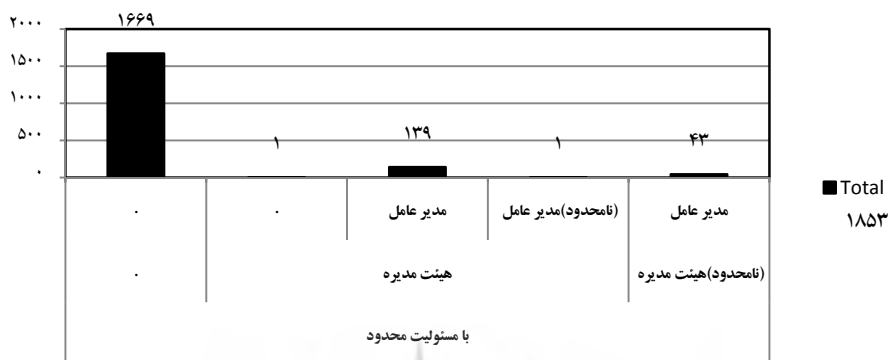 ۲۰۰۰
۱۵۰۰
۱۰۰۰
۵۰۰
۰
۱۶۶۹
۱
۱۳۹
۱
۴۳
۰
۰
مدیر عامل
مدیر عامل(نامحدود)
مدیر عامل
۰
هیئت مدیره
هیئت مدیره(نامحدود)
با مسئولیت محدود
Total
۱۸۵۳